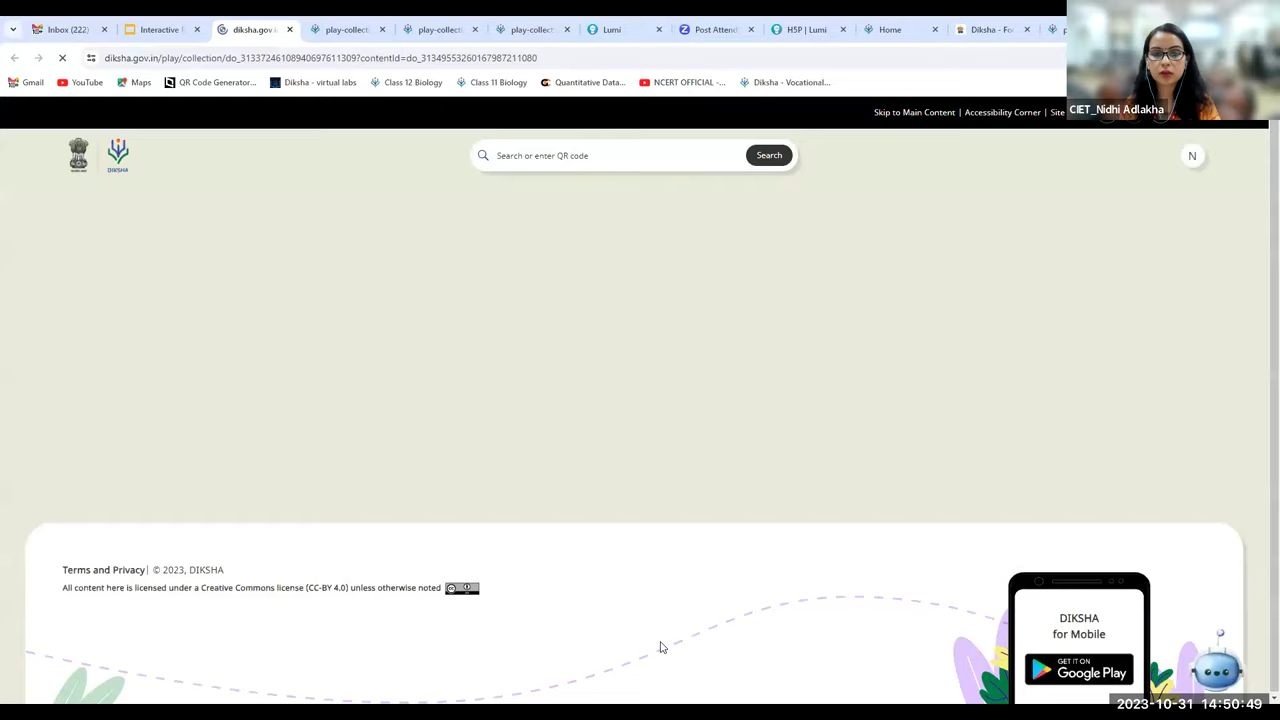 Inbox (222)
Interactive
diksha.gov.i
play-collect
play-collect
play-collect
Lumi
Post Attend
H5P | Lumi
Home
Diksha - Fo
diksha.gov.in/play/collection/do_31337246108940697611309?contentId=do_31349553260167987211080
Gmail
YouTube
Maps
QR Code Generator...
Diksha - virtual labs
Class 12 Biology
Class 11 Biology
Quantitative Data...
NCERT OFFICIAL -...
Diksha - Vocational...
CIET_Nidhi Adlakha
Skip to Main Content | Accessibility Corner | Site
DIKSHA
Search or enter QR code
Search
N
Terms and Privacy| © 2023, DIKSHA
All content here is licensed under a Creative Commons license (CC-BY 4.0) unless otherwise noted
DIKSHA
for Mobile
GET IT ON
Google Play
2023-10-31 14:50:49